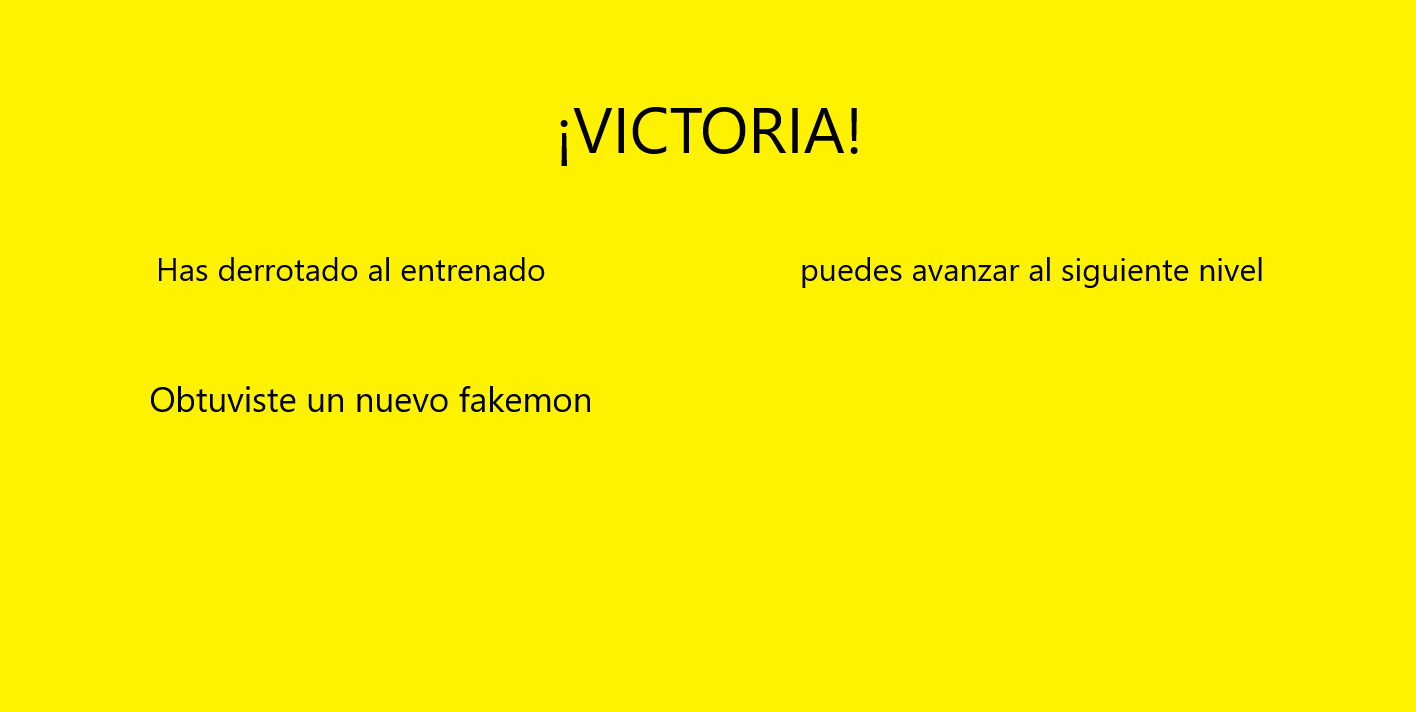 ¡VICTORIA!
Has derrotado al entrenado puedes avanzar al siguiente nivel
Obtuviste un nuevo fakemon